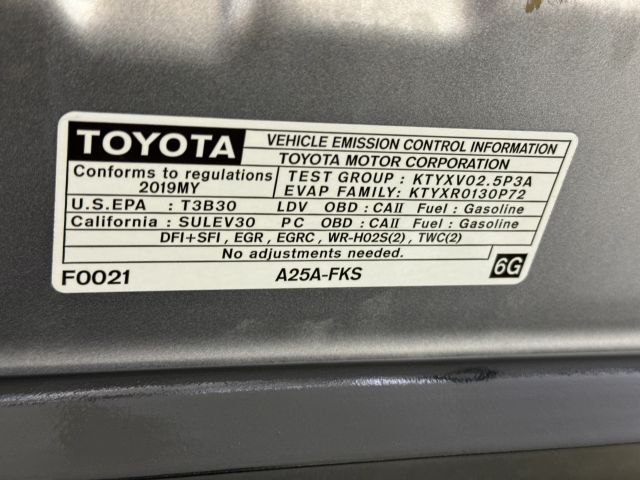 TOYOTA
VEHICLE EMISSION CONTROL INFORMATION
TOYOTA MOTOR CORPORATION
Conforms to regulations
2019MY
TEST GROUP : KTYXV02.5P3A
EVAP FAMILY: KTYXR0130P72
U.S.EPA : T3B30 LDV OBD : CAII Fuel : Gasoline
California : SULEV30 PC OBD : CAII Fuel : Gasoline
DFI+SFI , EGR , EGRC , WR-HO2S(2) , TWC(2)
No adjustments needed.
F0021 A25A-FKS 6G